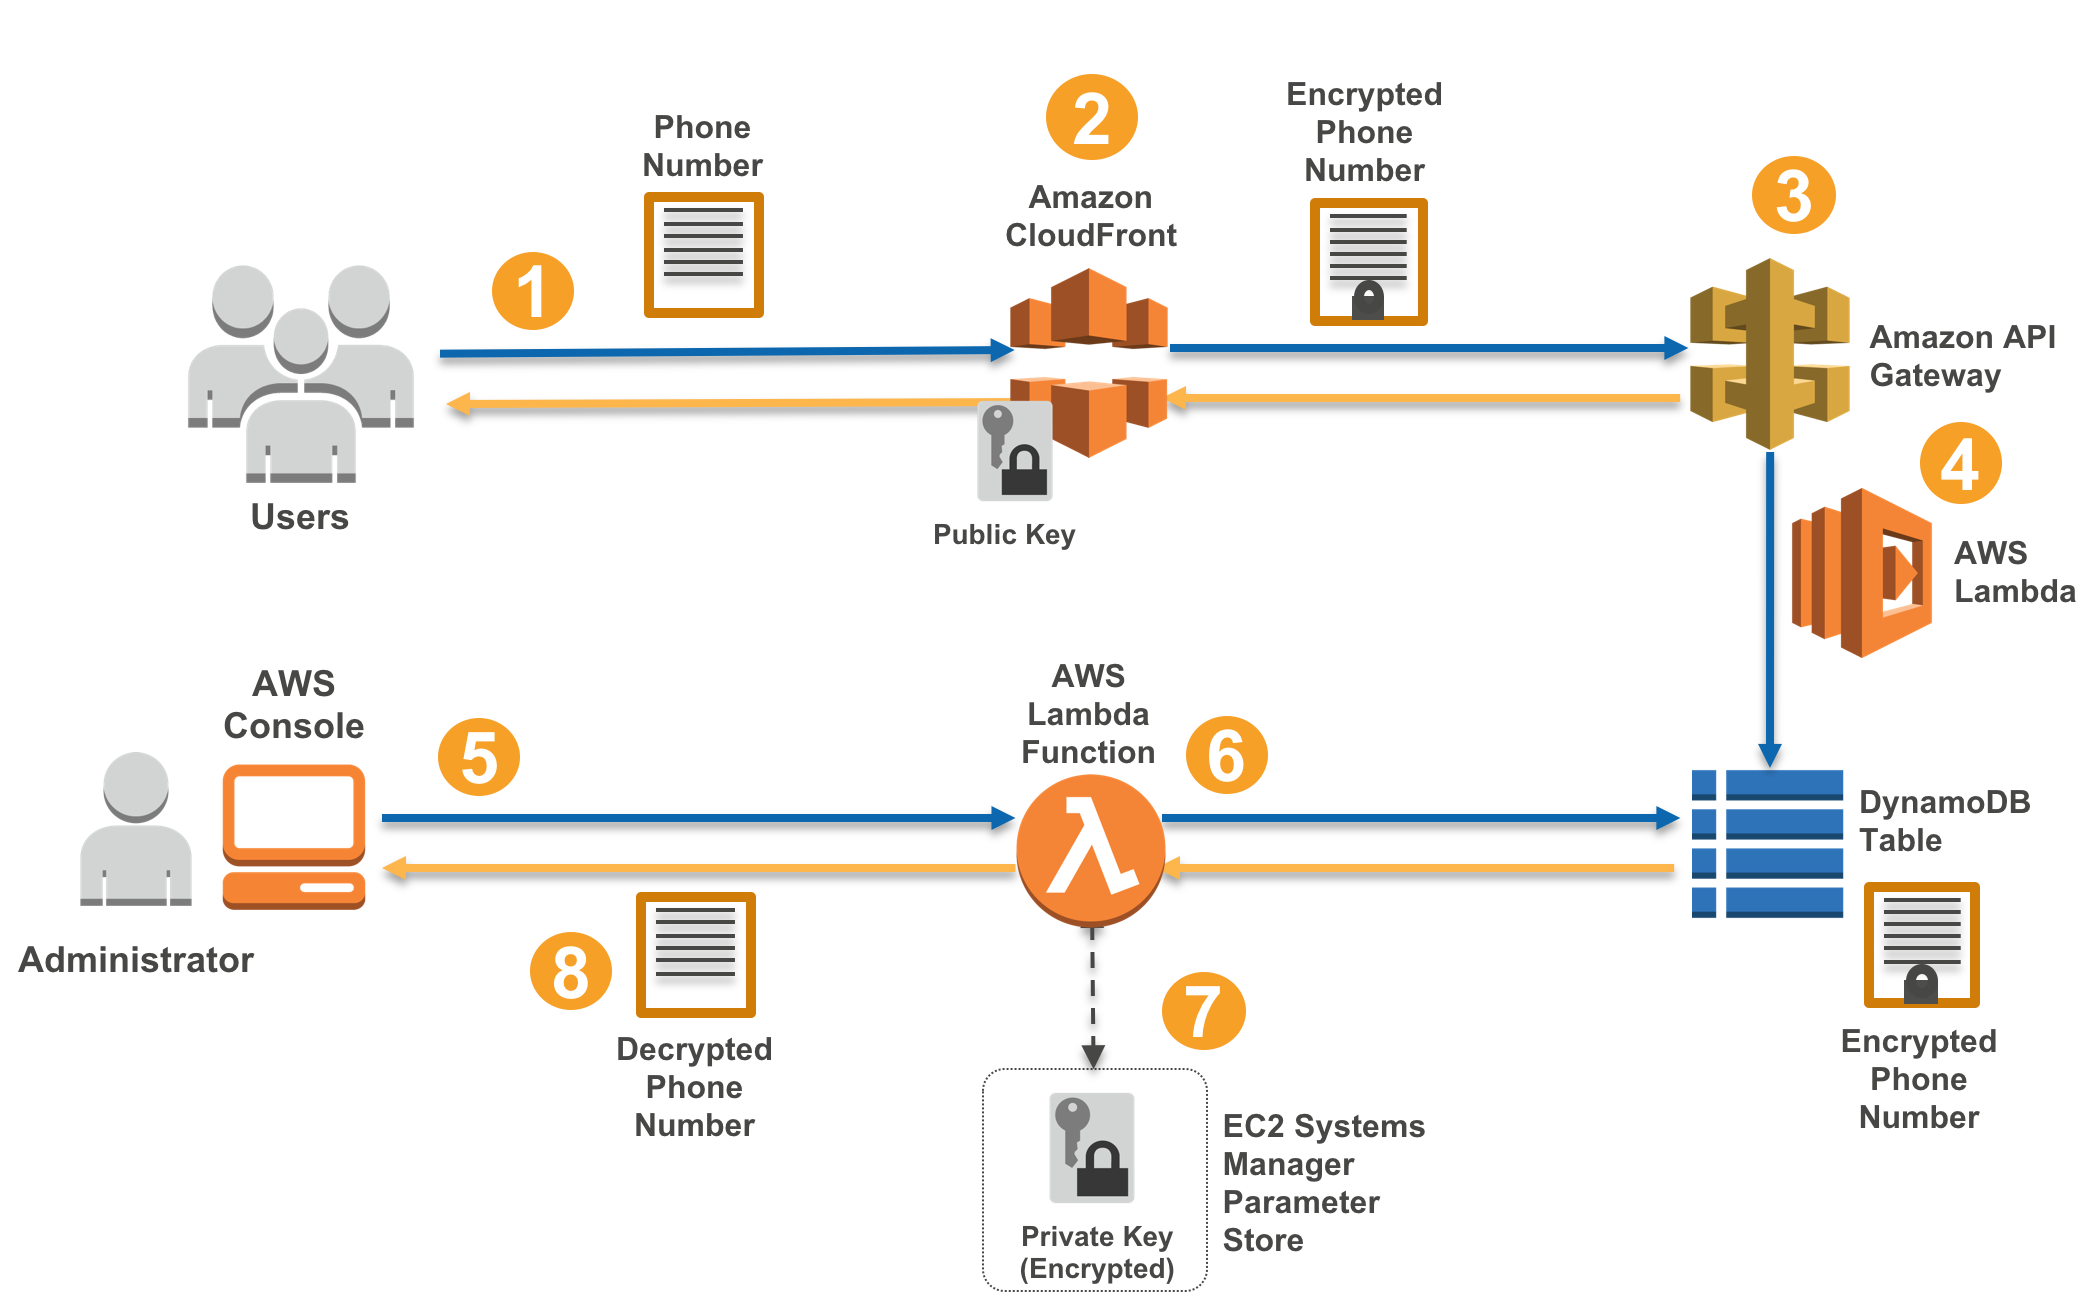 Phone
Number
1
2
Amazon
CloudFront
Encrypted
Phone
Number
3
Amazon API
Gateway
Users
Public Key
4
AWS
Lambda
AWS
Console
Administrator
5
AWS
Lambda
Function
6
DynamoDB
Table
Encrypted
Phone
Number
7
8
Decrypted
Phone
Number
Private Key
(Encrypted)
EC2 Systems
Manager
Parameter
Store